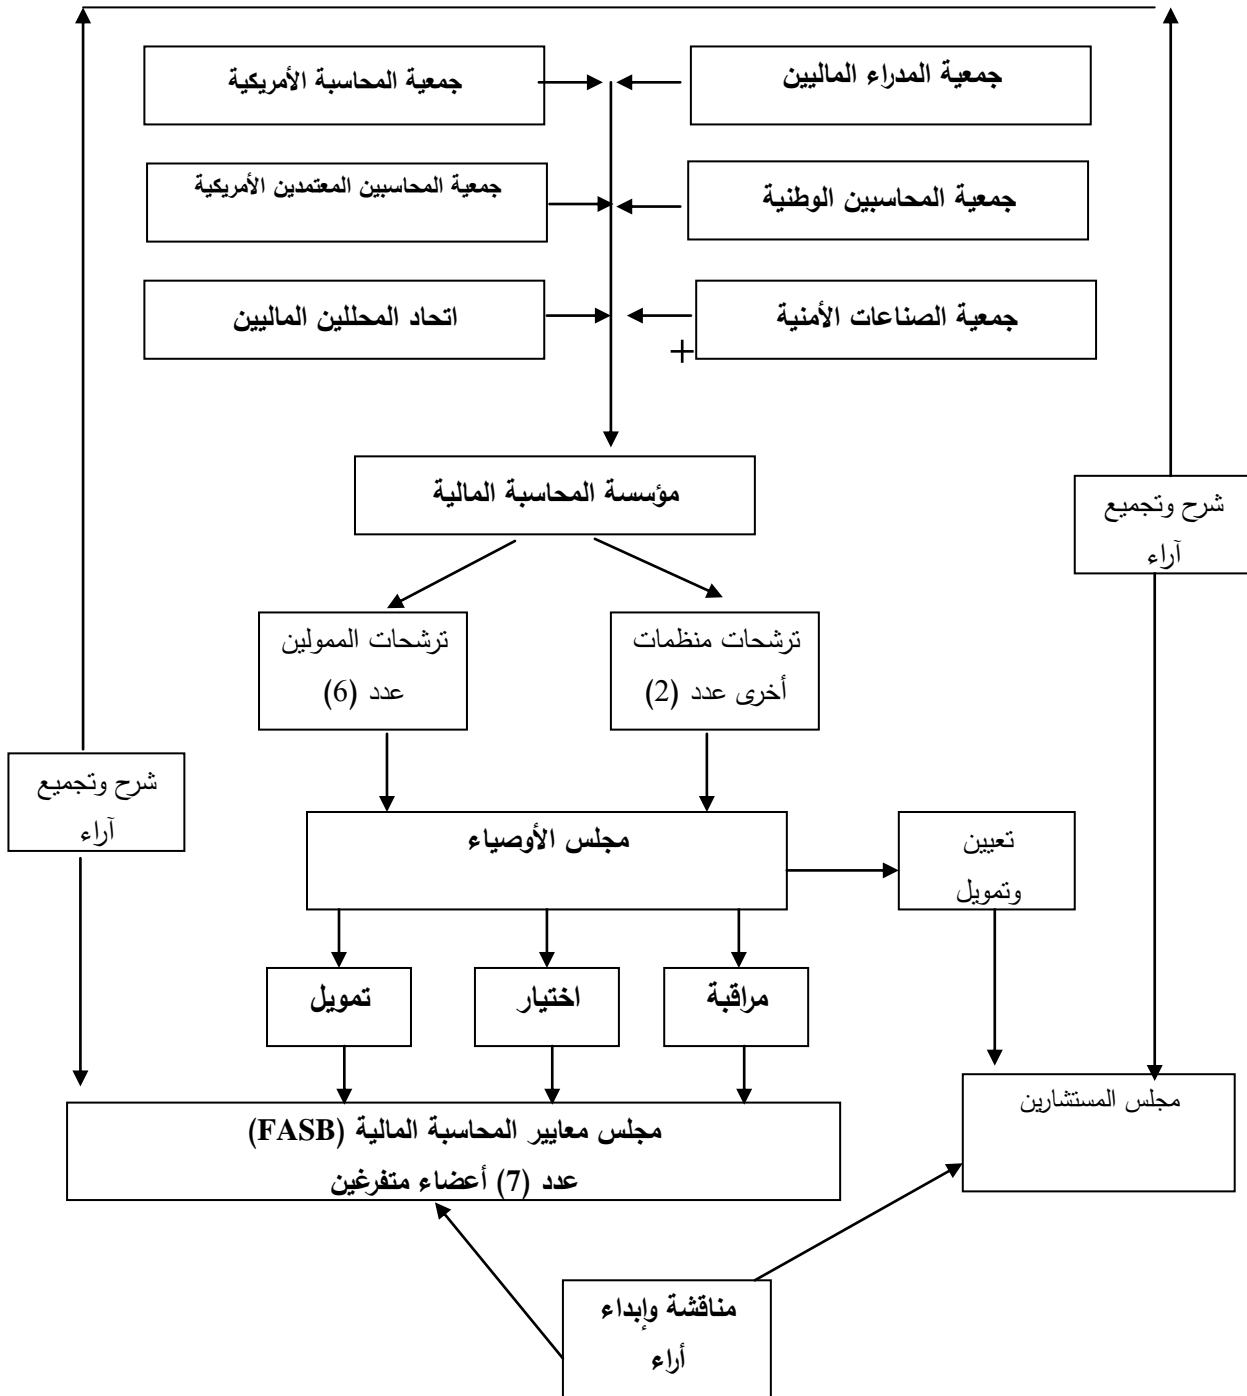 جمعية المدراء الماليين
جمعية المحاسبة الأمريكية
جمعية المحاسبين الوطنية
جمعية المحاسبين المعتمدين الأمريكية
جمعية الصناعات الأمنية
اتحاد المحللين الماليين
+
مؤسسة المحاسبة المالية
شرح وتجميع
آراء
ترشحات منظمات
أخرى عدد (2)
ترشحات الممولين
عدد (6)
شرح وتجميع
آراء
مجلس الأوصياء
تعيين
وتمويل
مراقبة
اختيار
تمويل
مجلس المستشارين
مجلس معايير المحاسبة المالية (FASB)
عدد (7) أعضاء متفرغين
مناقشة وإبداء
أراء